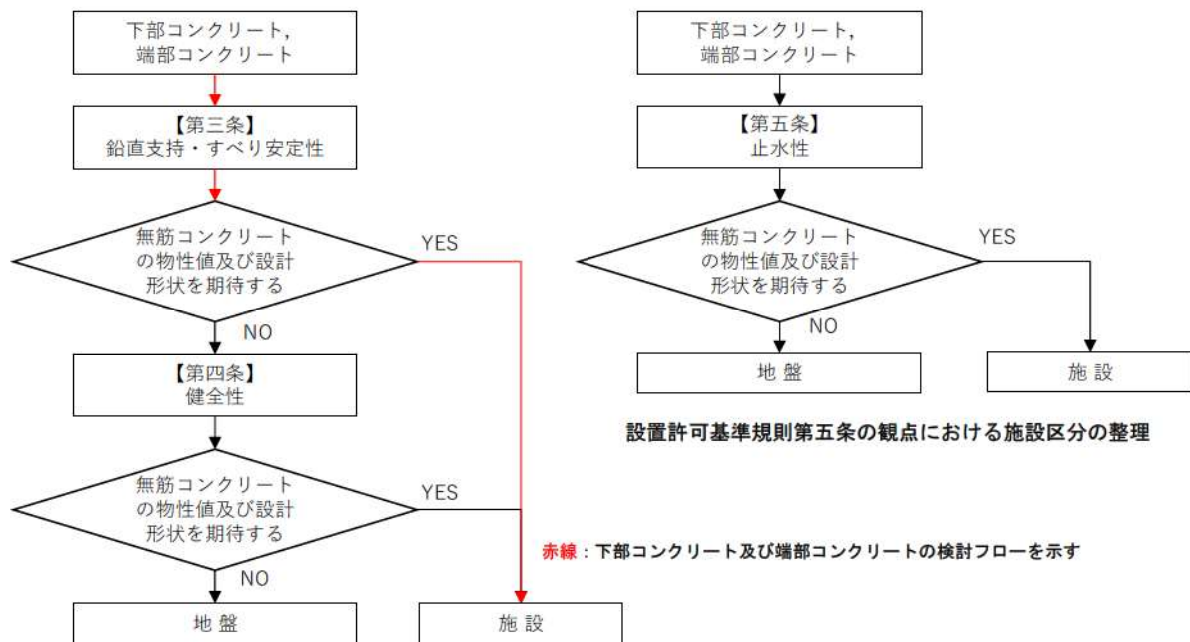 下部コンクリート，
端部コンクリート
【第三条】
鉛直支持・すべり安定性
無筋コンクリート
の物性値及び設計
形状を期待する
YES
NO
【第四条】
健全性
無筋コンクリート
の物性値及び設計
形状を期待する
YES
NO
地 盤
施 設
下部コンクリート，
端部コンクリート
【第五条】
止水性
無筋コンクリート
の物性値及び設計
形状を期待する
YES
NO
地 盤
施 設
設置許可基準規則第五条の観点における施設区分の整理
赤線：下部コンクリート及び端部コンクリートの検討フローを示す